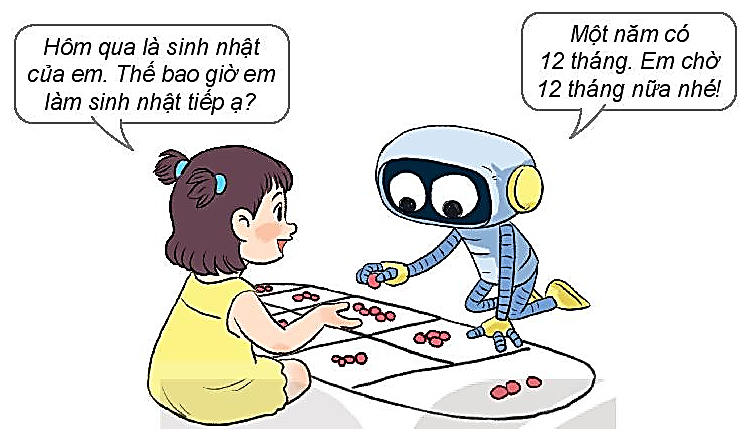 Hôm qua là sinh nhật
của em. Thế bao giờ em
làm sinh nhật tiếp ạ?
Một năm có
12 tháng. Em chờ
12 tháng nữa nhé!